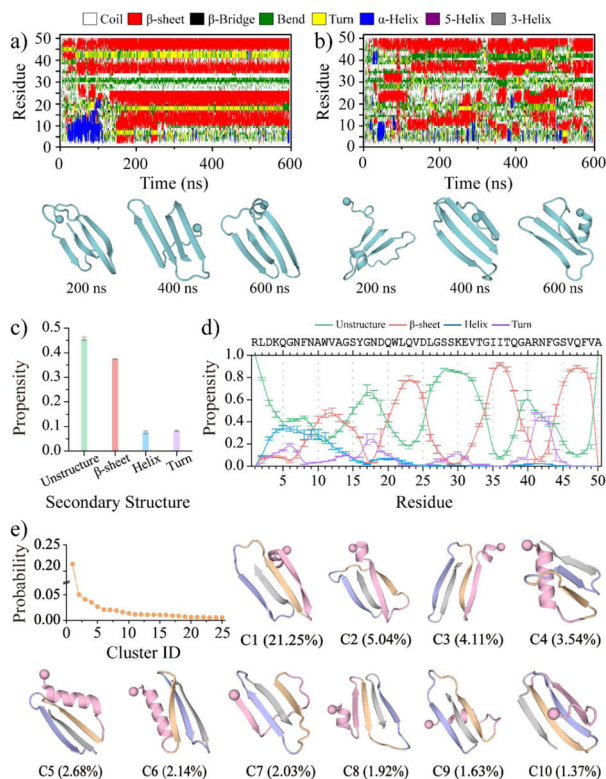 Coil β-sheet β-Bridge Bend Turn α-Helix 5-Helix 3-Helix
a) b)
50 50
40 40
30 30
20 20
10 10
Residue Residue
0 200 400 600 0 200 400 600
Time (ns) Time (ns)
200 ns 400 ns 600 ns 200 ns 400 ns 600 ns
c) d)
Unstructure β-sheet Helix Turn
RLDKQGNFNAWVAGSYGNDQWLQVDLGSSKEVTGIITQGARNFGSVQFVA
0.5
0.4
0.3
0.2
0.1
0.0
Propensity
Unstructure β-sheet Helix Turn
Secondary Structure
1.0
0.8
0.6
0.4
0.2
0.0
Propensity
5 10 15 20 25 30 35 40 45 50
Residue
e)
0.25
0.20
0.05
0.00
Probability
0 5 10 15 20 25
Cluster ID
C1 (21.25%) C2 (5.04%) C3 (4.11%) C4 (3.54%)
C5 (2.68%) C6 (2.14%) C7 (2.03%) C8 (1.92%) C9 (1.63%) C10 (1.37%)